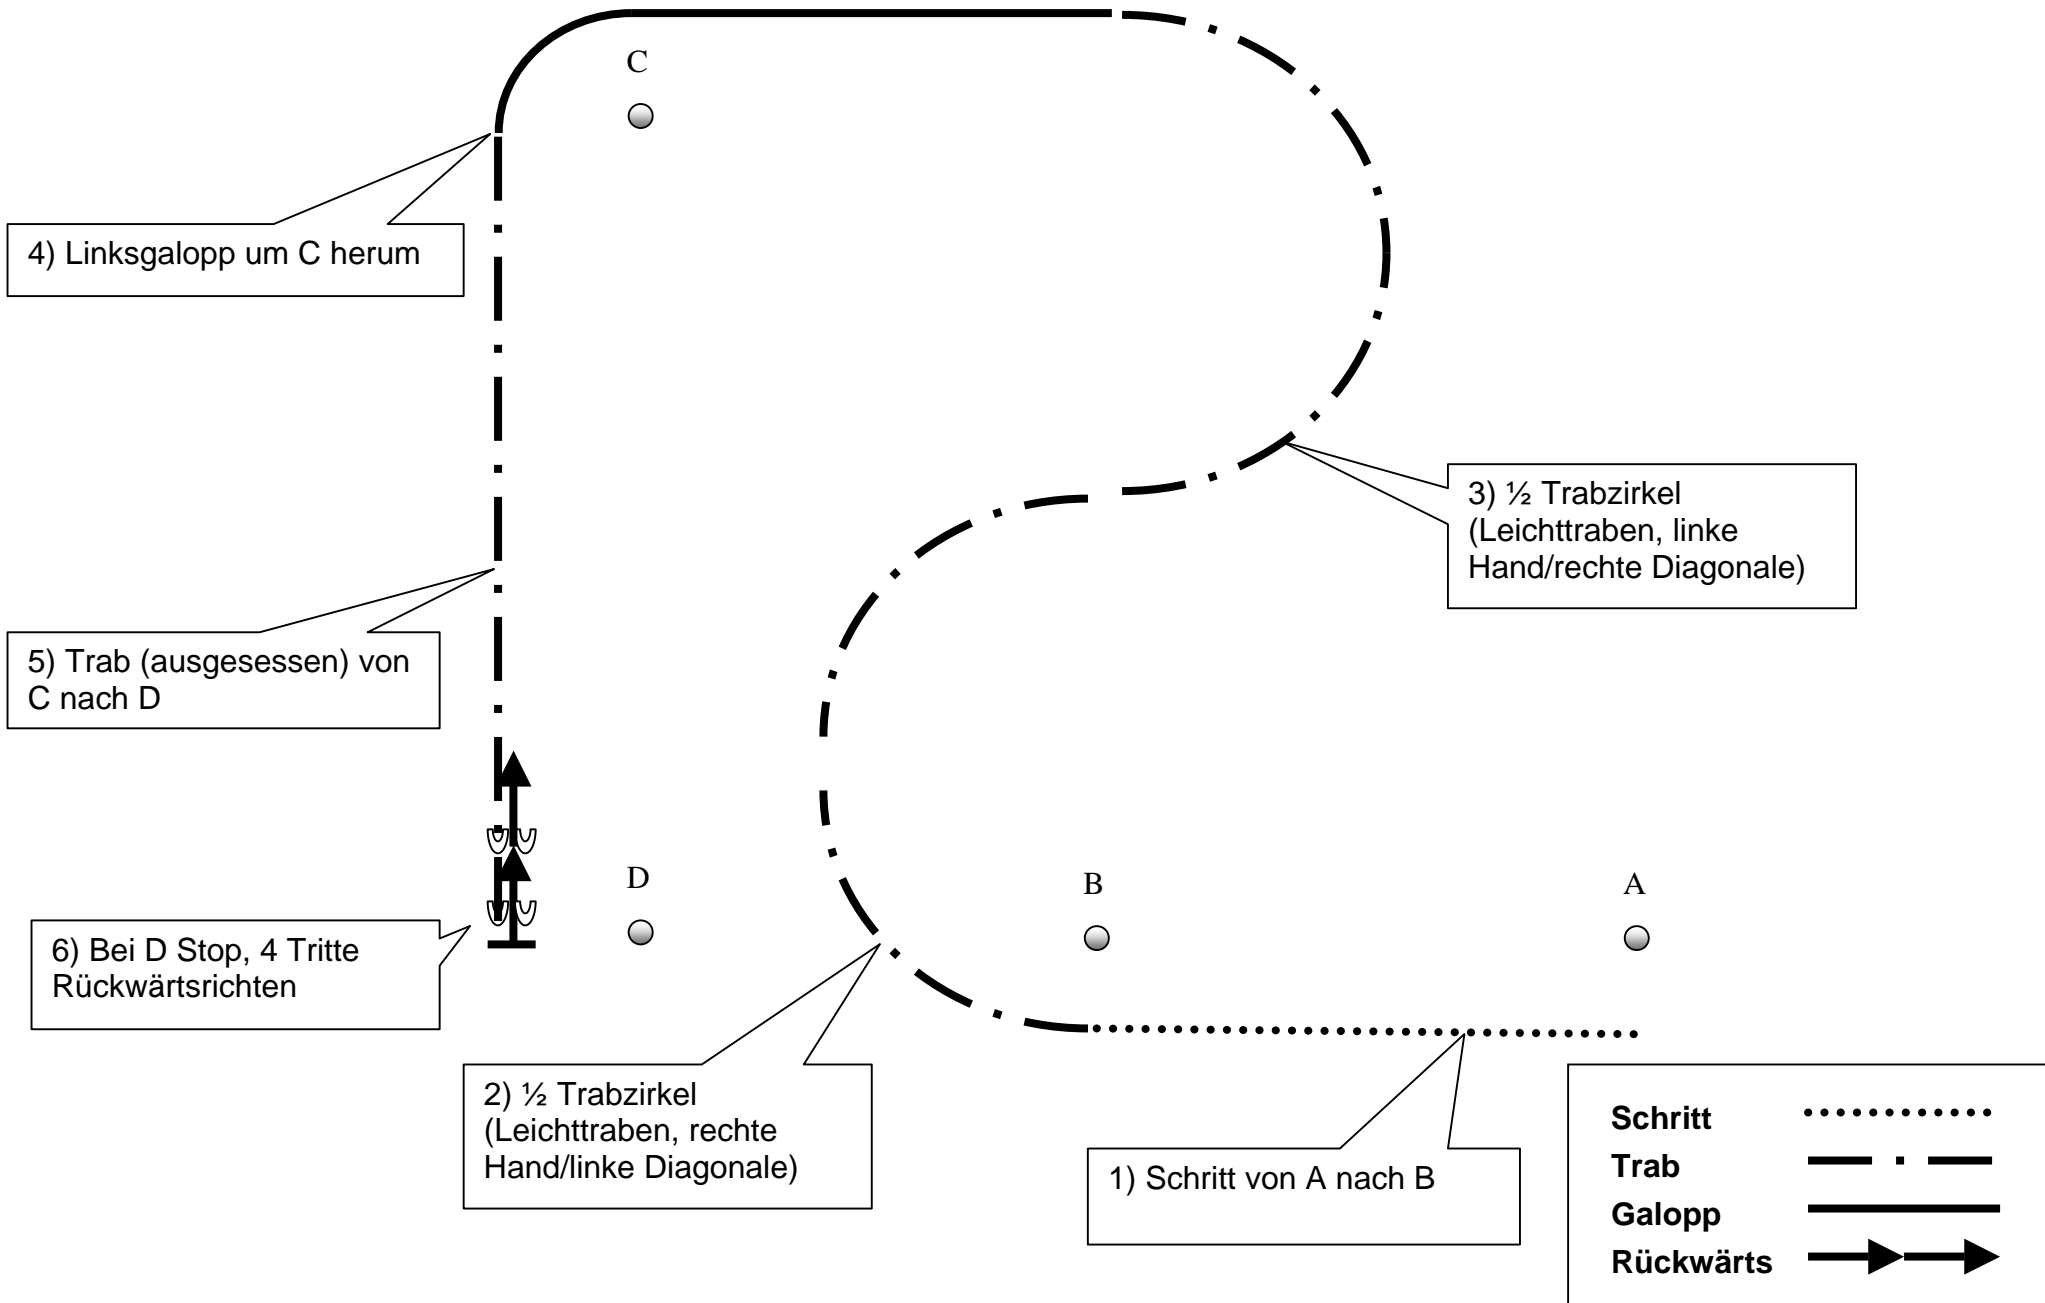 C
4) Linksgalopp um C herum
3) ½ Trabzirkel
(Leichttraben, linke
Hand/rechte Diagonale)
5) Trab (ausgesessen) von
C nach D
D
B
A
6) Bei D Stop, 4 Tritte
Rückwärtsrichten
2) ½ Trabzirkel
(Leichttraben, rechte
Hand/linke Diagonale)
1) Schritt von A nach B
Schritt
Trab
Galopp
Rückwärts